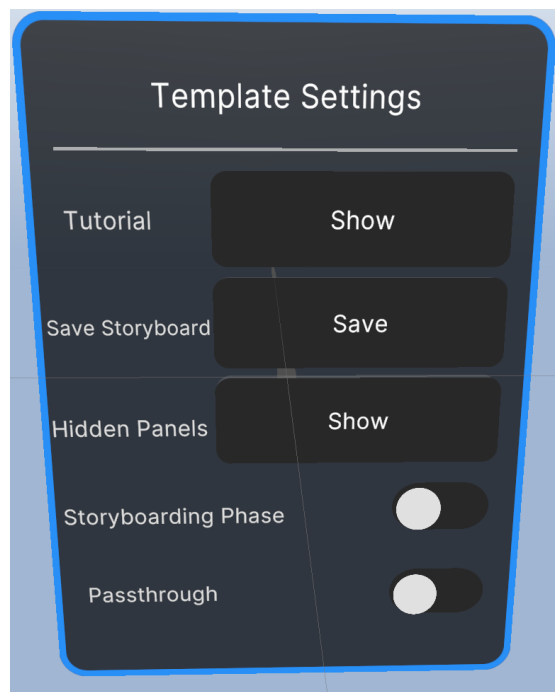 Template Settings
Tutorial Show
Save Storyboard Save
Hidden Panels Show
Storyboarding Phase
Passthrough